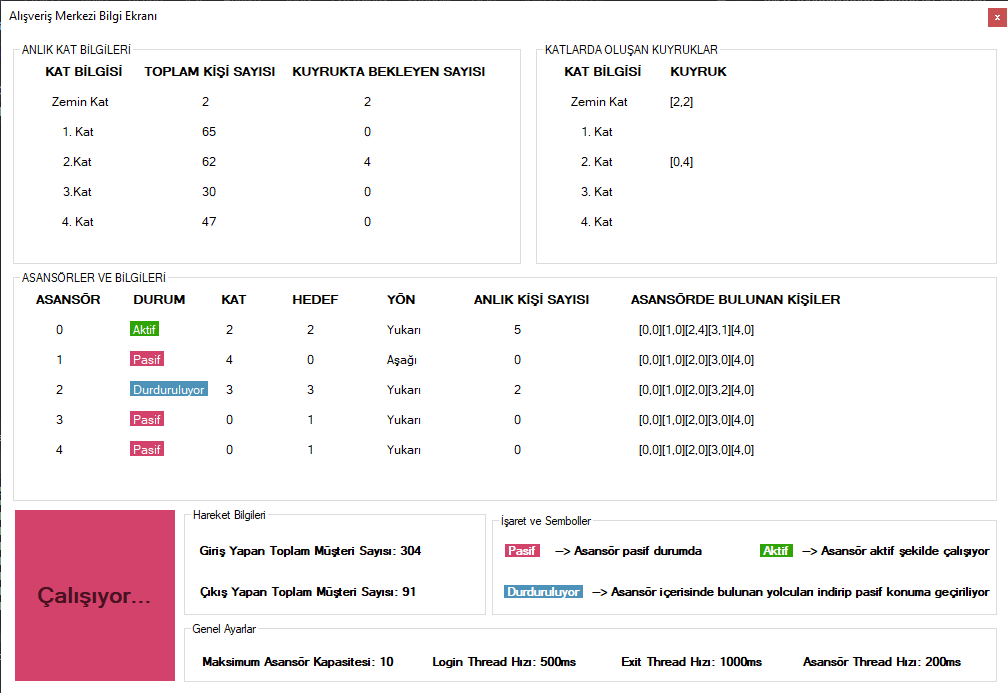 Alışveriş Merkezi Bilgi Ekranı
x
ANLIK KAT BİLGİLERİ
KAT BİLGİSİ TOPLAM KİŞİ SAYISI KUYRUKTA BEKLEYEN SAYISI
Zemin Kat 2 2
1. Kat 65 0
2.Kat 62 4
3.Kat 30 0
4. Kat 47 0
KATLARDA OLUŞAN KUYRUKLAR
KAT BİLGİSİ KUYRUK
Zemin Kat [2,2]
1. Kat
2. Kat [0,4]
3. Kat
4. Kat
ASANSÖRLER VE BİLGİLERİ
ASANSÖR DURUM KAT HEDEF YÖN ANLIK KİŞİ SAYISI ASANSÖRDE BULUNAN KİŞİLER
0 Aktif 2 2 Yukarı 5 [0,0][1,0][2,4][3,1][4,0]
1 Pasif 4 0 Aşağı 0 [0,0][1,0][2,0][3,0][4,0]
2 Durduruluyor 3 3 Yukarı 2 [0,0][1,0][2,0][3,2][4,0]
3 Pasif 0 1 Yukarı 0 [0,0][1,0][2,0][3,0][4,0]
4 Pasif 0 1 Yukarı 0 [0,0][1,0][2,0][3,0][4,0]
Çalışıyor...
Hareket Bilgileri
Giriş Yapan Toplam Müşteri Sayısı: 304
Çıkış Yapan Toplam Müşteri Sayısı: 91
İşaret ve Semboller
Pasif --> Asansör pasif durumda Aktif --> Asansör aktif şekilde çalışıyor
Durduruluyor --> Asansör içerisinde bulunan yolcuları indirip pasif konuma geçiriliyor
Genel Ayarlar
Maksimum Asansör Kapasitesi: 10 Login Thread Hızı: 500ms Exit Thread Hızı: 1000ms Asansör Thread Hızı: 200ms